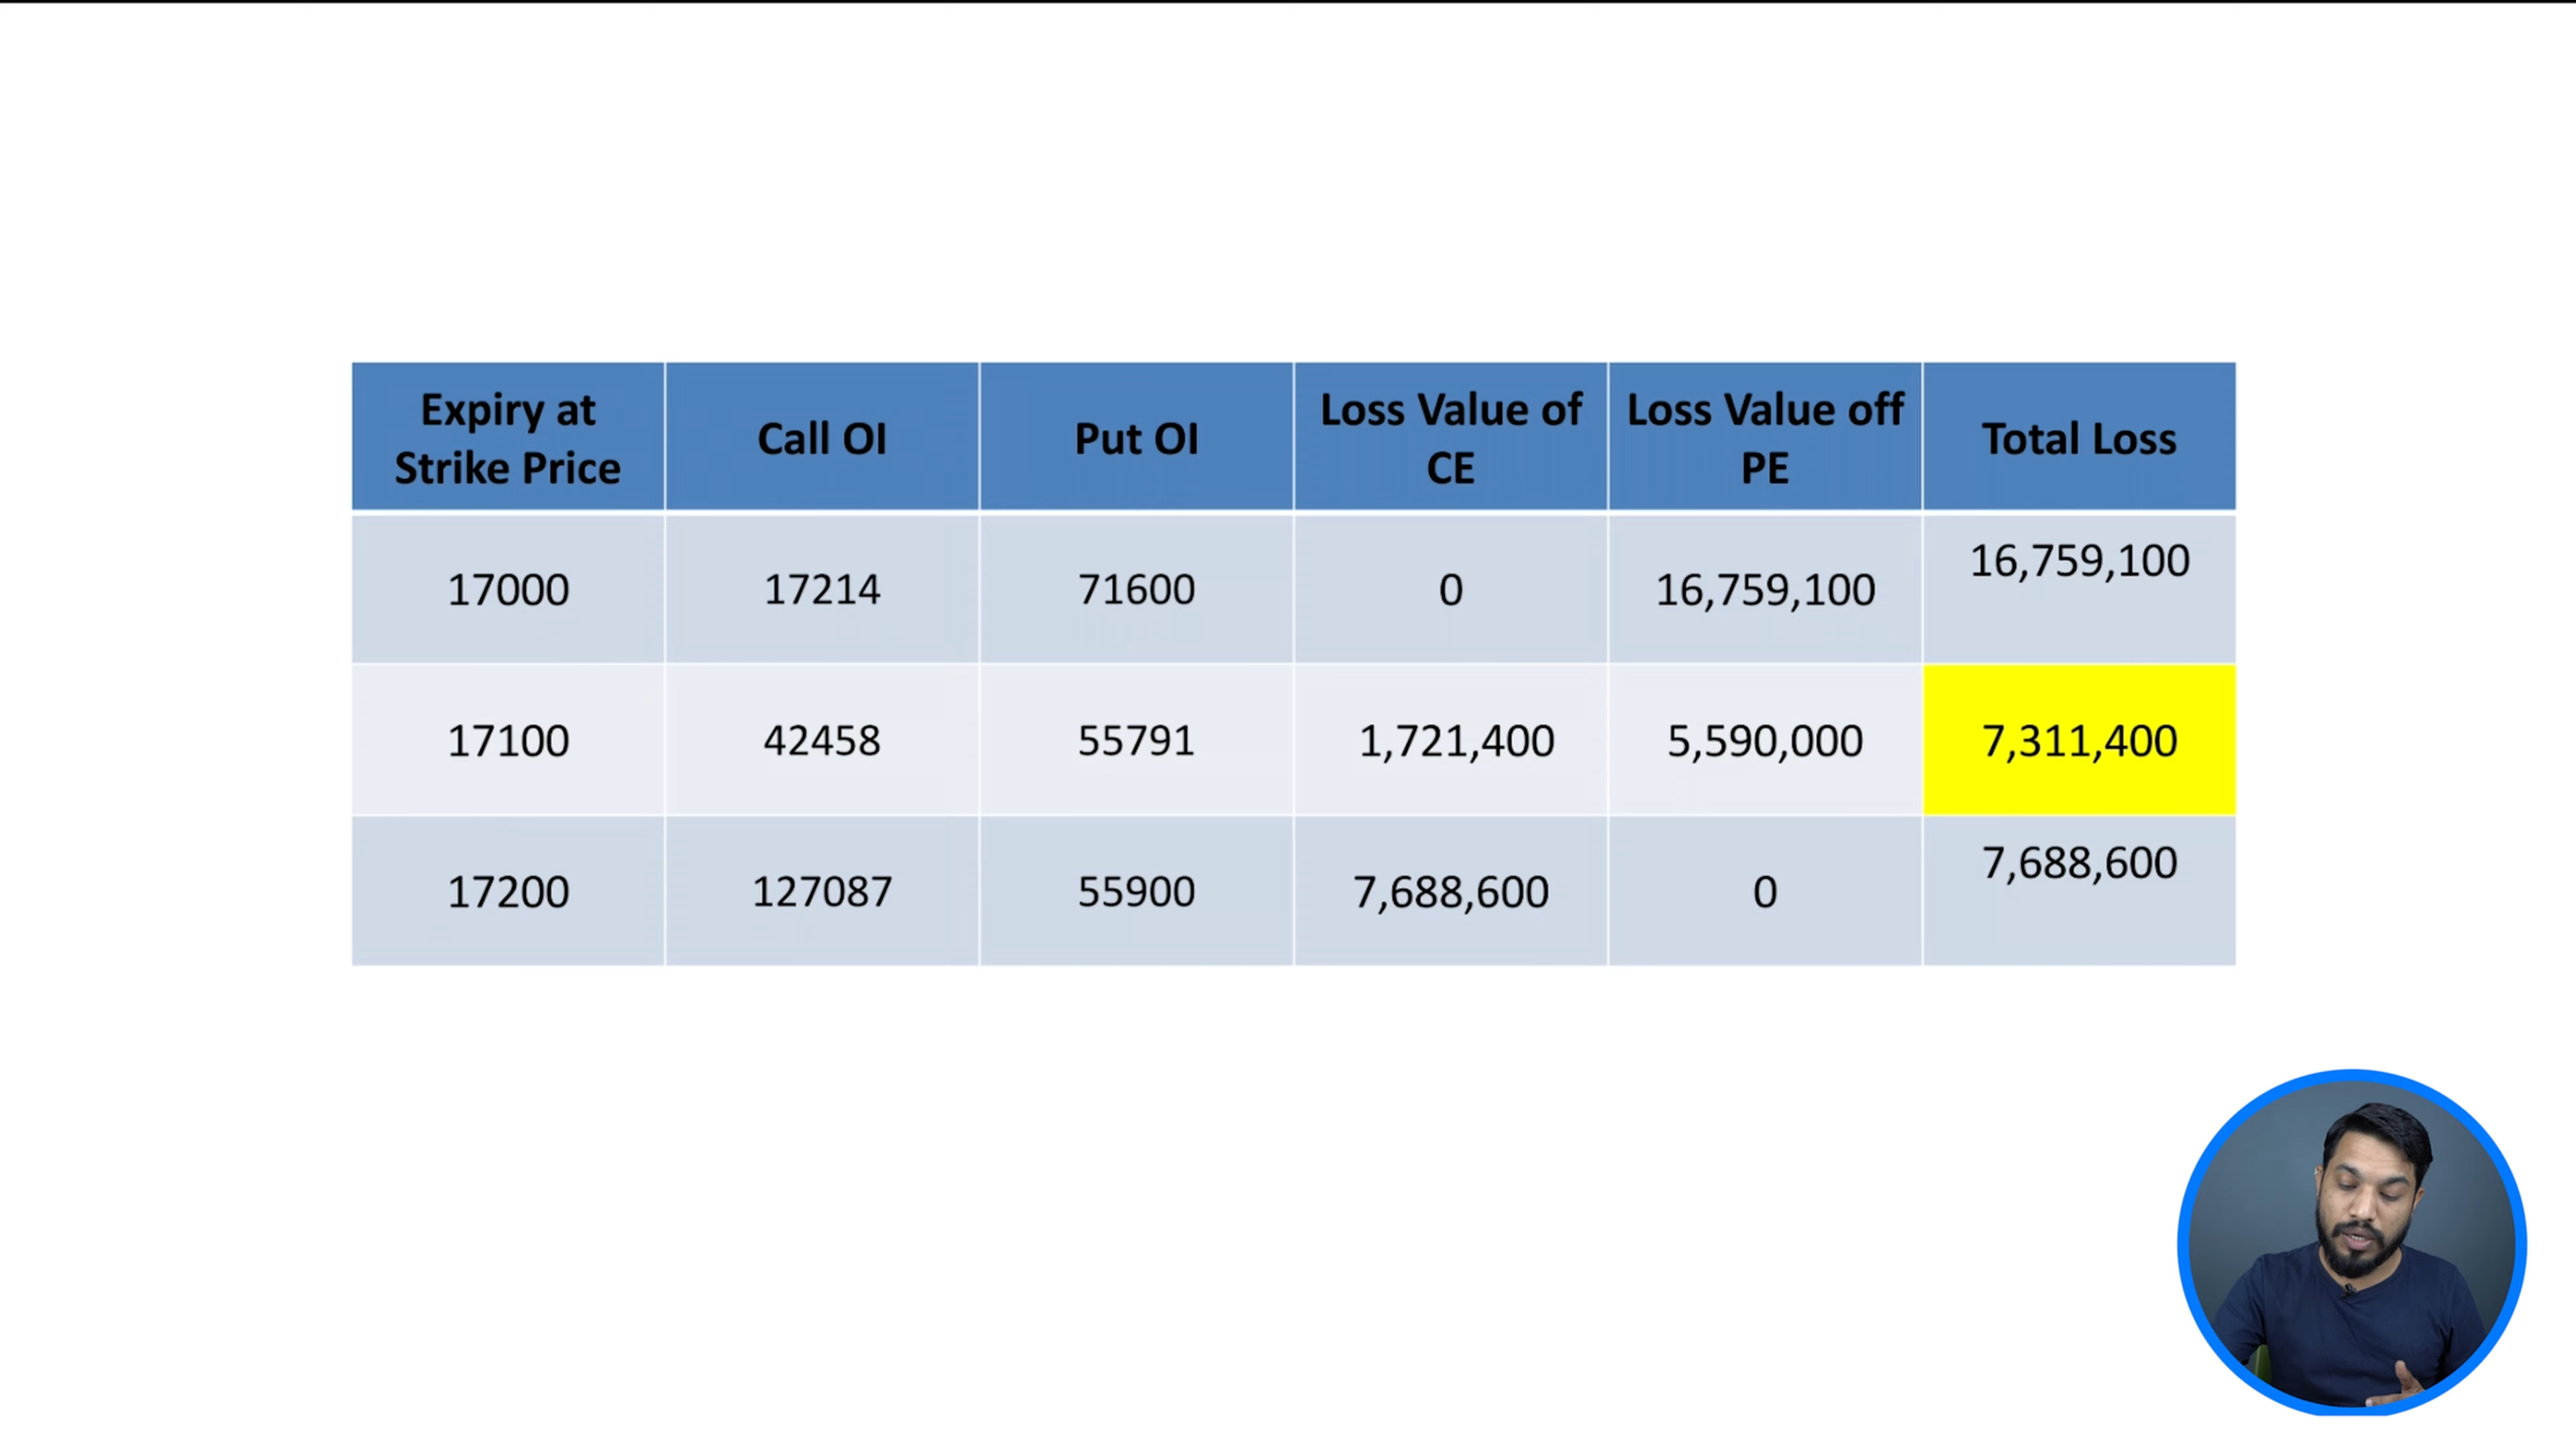 Expiry at
Strike Price
Call OI
Put OI
Loss Value of
CE
Loss Value off
PE
Total Loss
17000
17214
71600
0
16,759,100
16,759,100
17100
42458
55791
1,721,400
5,590,000
7,311,400
17200
127087
55900
7,688,600
0
7,688,600